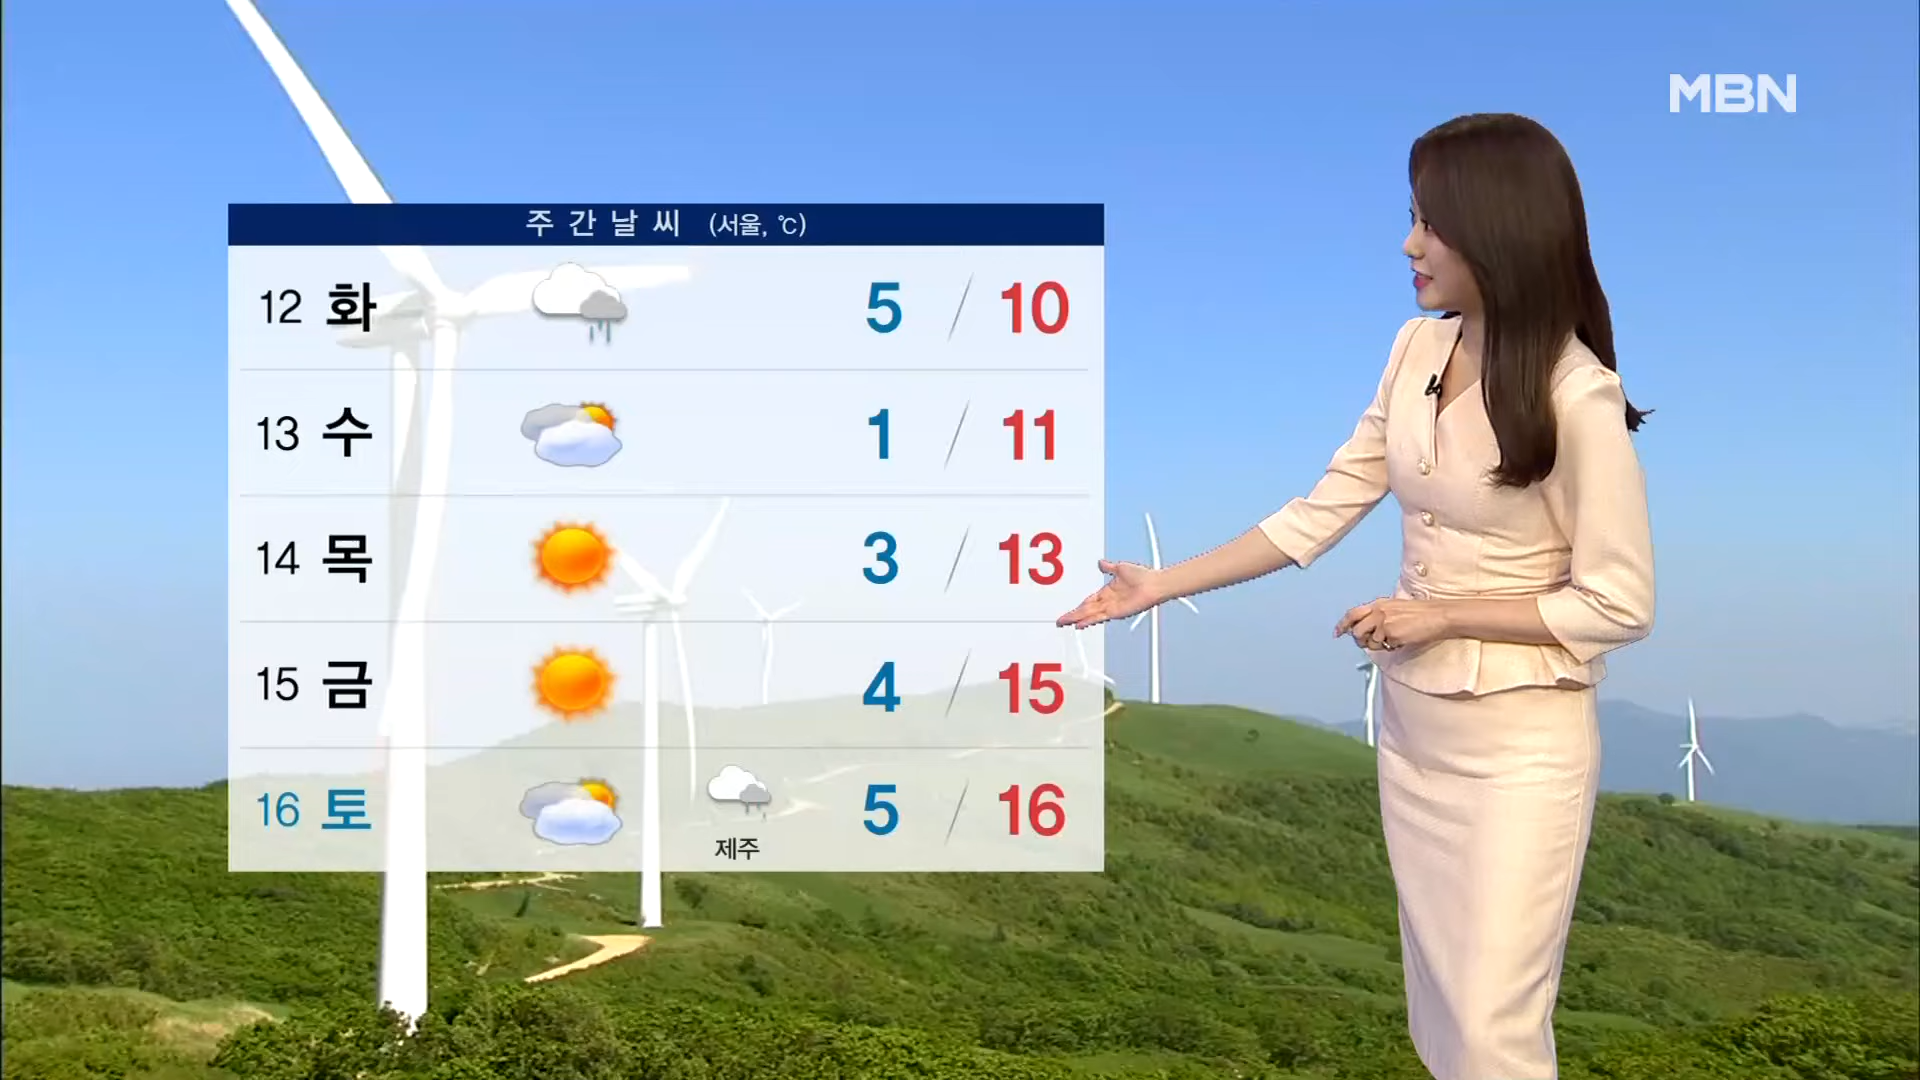 MBN
주간날씨 (서울, ℃)
12 화 5 / 10
13 수 1 / 11
14 목 3 / 13
15 금 4 / 15
16 토 제주 5 / 16